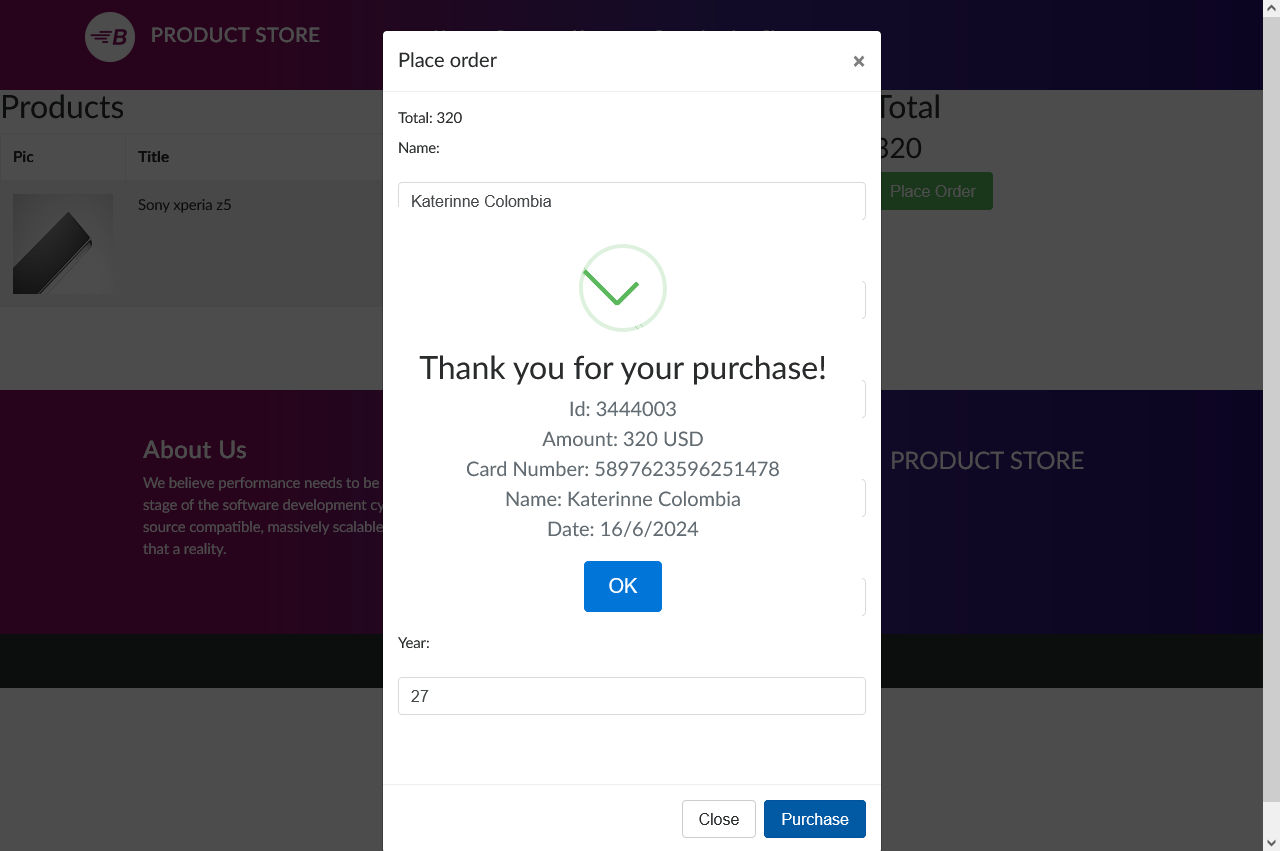 B PRODUCT STORE
Place order ×
Products
Total
Total: 320
320
Name:
Pic Title
Place Order
Katerinne Colombia
Sony xperia z5
Thank you for your purchase!
Id: 3444003
Amount: 320 USD
Card Number: 5897623596251478
Name: Katerinne Colombia
Date: 16/6/2024
OK
About Us
We believe performance needs to be
stage of the software development cy
source compatible, massively scalable
that a reality.
PRODUCT STORE
Year:
27
Close Purchase